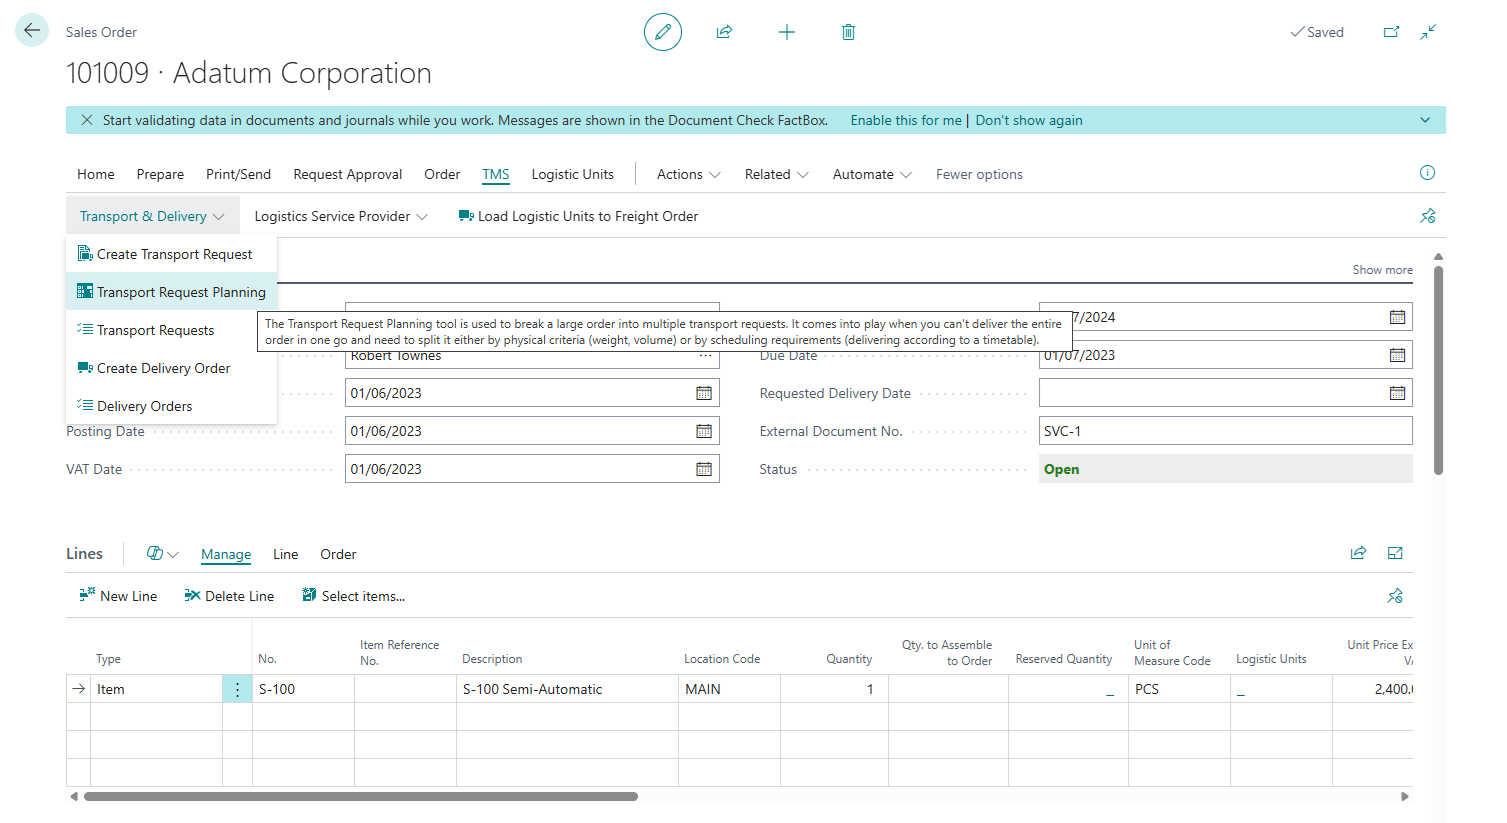 Sales Order
Saved
101009 · Adatum Corporation
Start validating data in documents and journals while you work. Messages are shown in the Document Check FactBox. Enable this for me | Don't show again
Home Prepare Print/Send Request Approval Order TMS Logistic Units Actions Related Automate Fewer options
Transport & Delivery Logistics Service Provider Load Logistic Units to Freight Order
Create Transport Request
Transport Request Planning
Transport Requests
Create Delivery Order
Delivery Orders
Show more
The Transport Request Planning tool is used to break a large order into multiple transport requests. It comes into play when you can't deliver the entire
order in one go and need to split it either by physical criteria (weight, volume) or by scheduling requirements (delivering according to a timetable).
7/2024
Robert Townes
Due Date 01/07/2023
01/06/2023
Requested Delivery Date
Posting Date 01/06/2023
External Document No. SVC-1
VAT Date 01/06/2023
Status Open
Lines Manage Line Order
New Line Delete Line Select items...
Type
No.
Item Reference
No.
Description
Location Code
Quantity
Qty. to Assemble
to Order
Reserved Quantity
Unit of
Measure Code
Logistic Units
Unit Price Ex
Item S-100 S-100 Semi-Automatic MAIN 1 _ PCS _ 2,400.